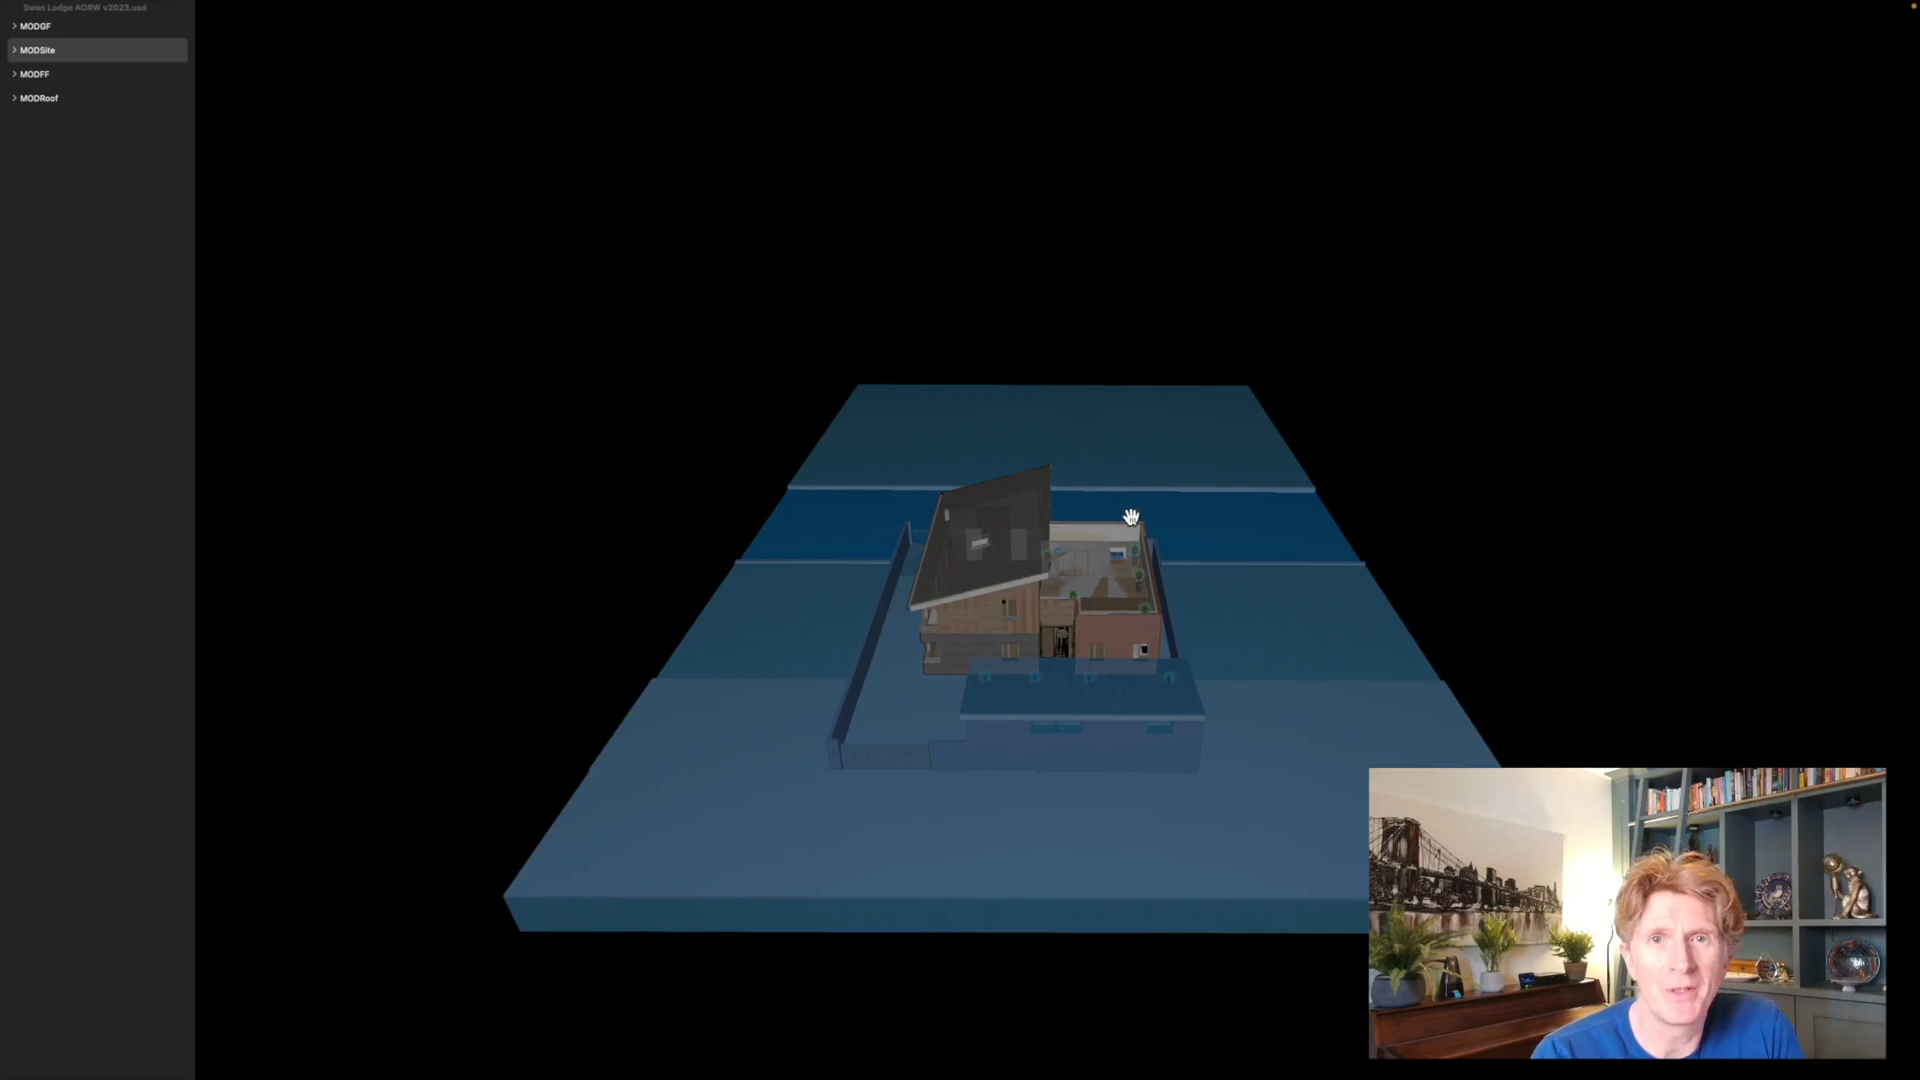 Swan Lodge AORW v2023.usd
MODGF
MODSite
MODFF
MODRoof